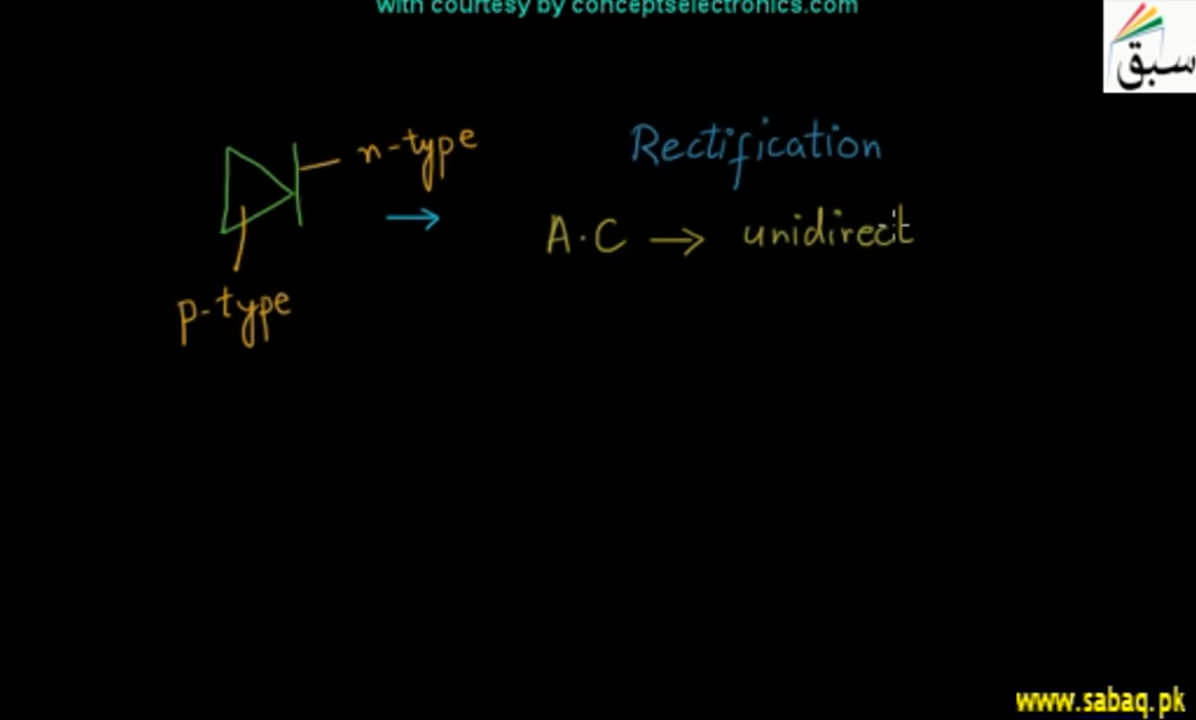 with courtesy by conceptselectronics.com
سبق
n-type
Rectification
→
A.C → unidirect
p-type
www.sabaq.pk